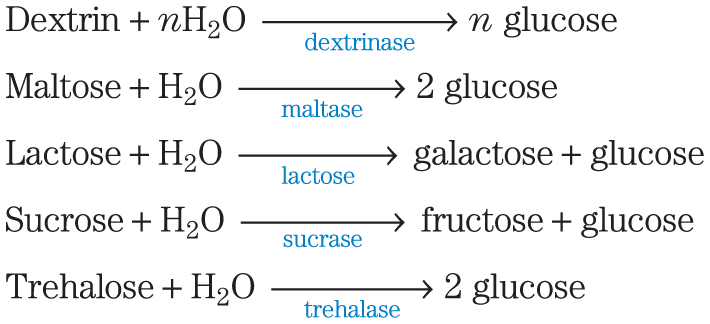 Dextrin + nH₂O ⟶ n glucose
dextrinase
Maltose + H₂O ⟶ 2 glucose
maltase
Lactose + H₂O ⟶ galactose + glucose
lactose
Sucrose + H₂O ⟶ fructose + glucose
sucrase
Trehalose + H₂O ⟶ 2 glucose
trehalase